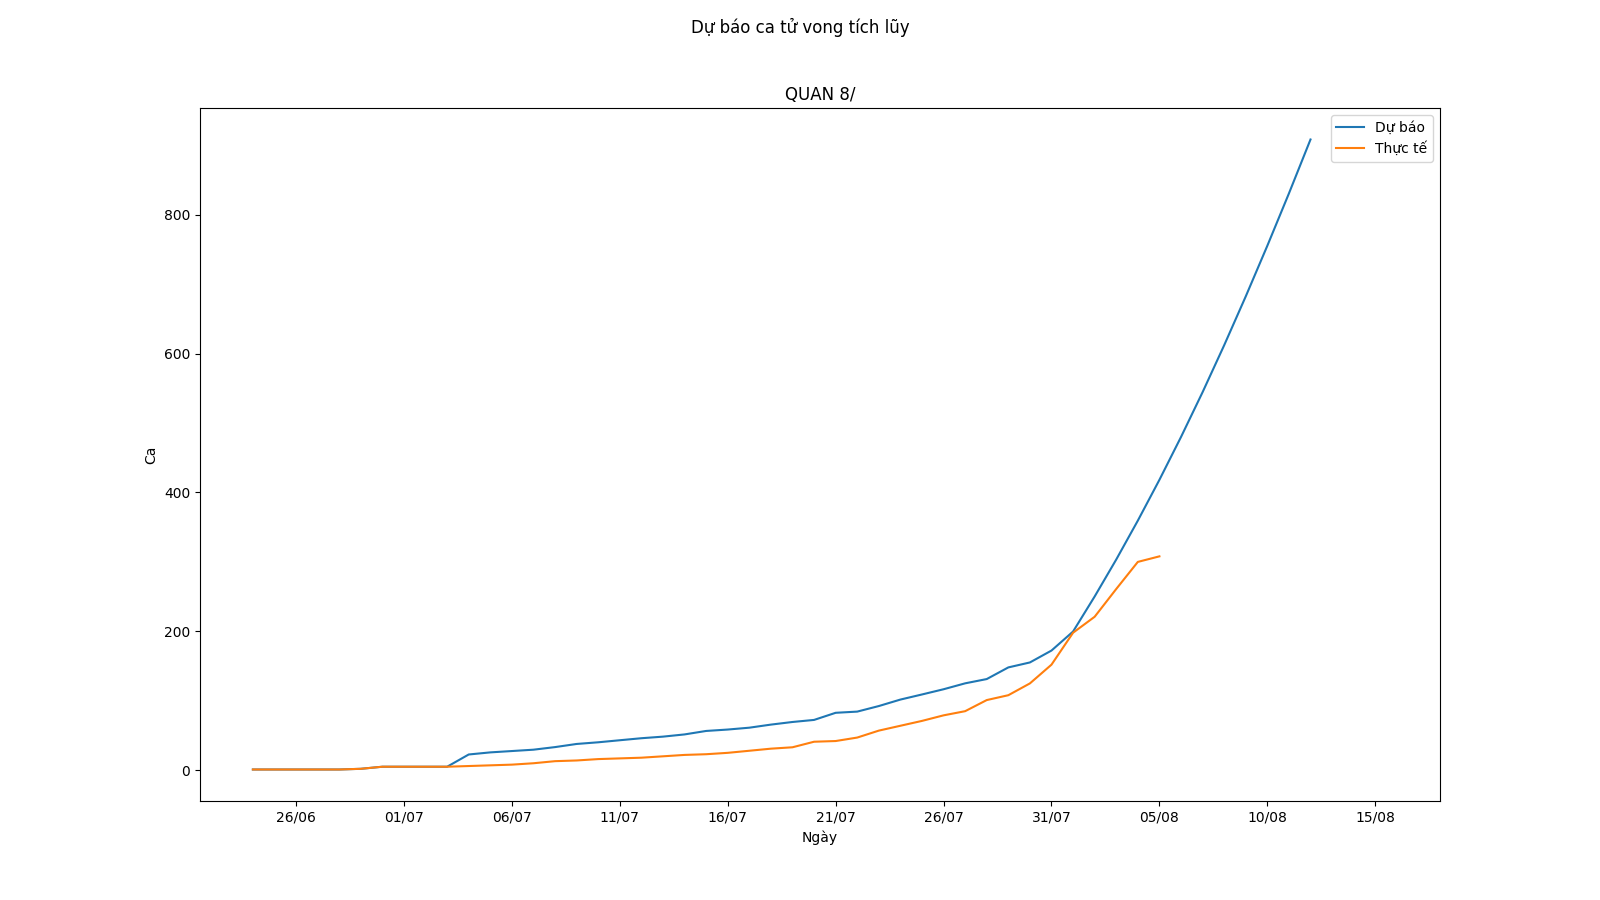 Dự báo ca tử vong tích lũy
QUAN 8/
Dự báo
Thực tế
800
600
400
200
0
Ca
26/06 01/07 06/07 11/07 16/07 21/07 26/07 31/07 05/08 10/08 15/08
Ngày